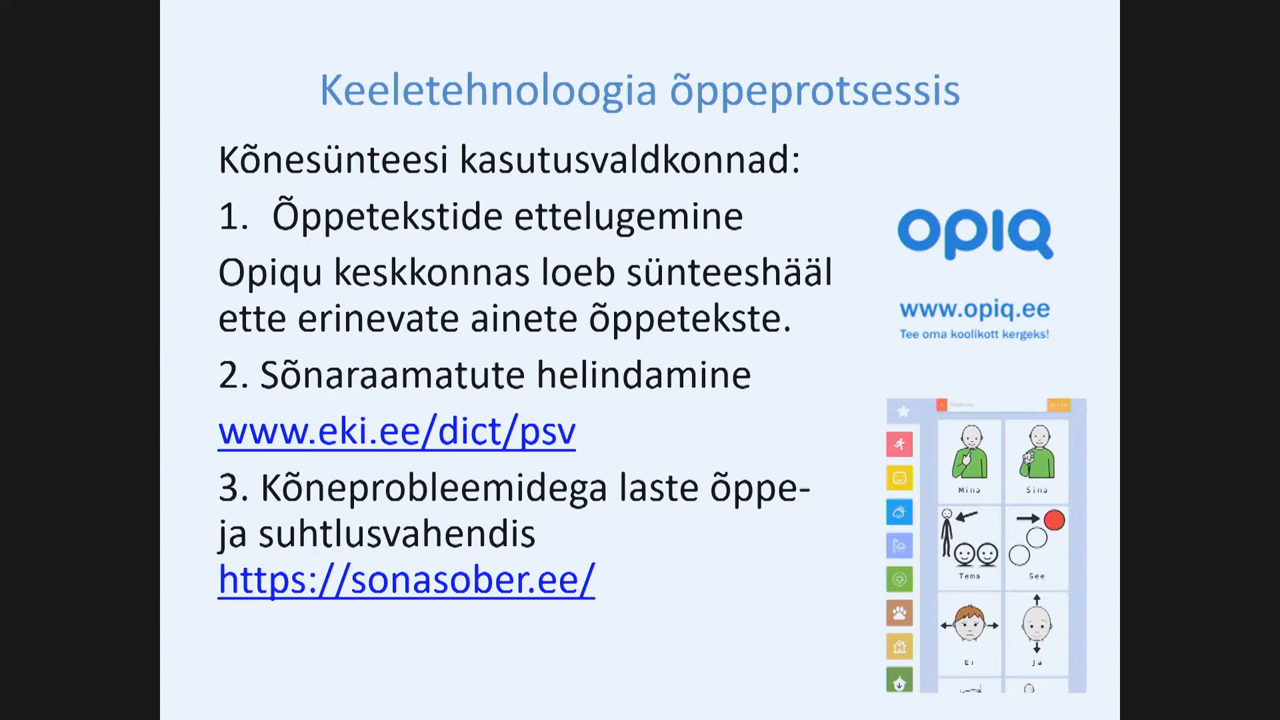 Keeletehnoloogia õppeprotsessis
Kõnesünteesi kasutusvaldkonnad:
1. Õppetekstide ettelugemine
Opiqu keskkonnas loeb sünteeshääl
ette erinevate ainete õppetekste.
2. Sõnaraamatute helindamine
www.eki.ee/dict/psv
3. Kõneprobleemidega laste õppe-
ja suhtlusvahendis
https://sonasober.ee/
opiq
www.opiq.ee
Tee oma koolikott kergeks!
Mina Sina
Tema See
Ei Ja